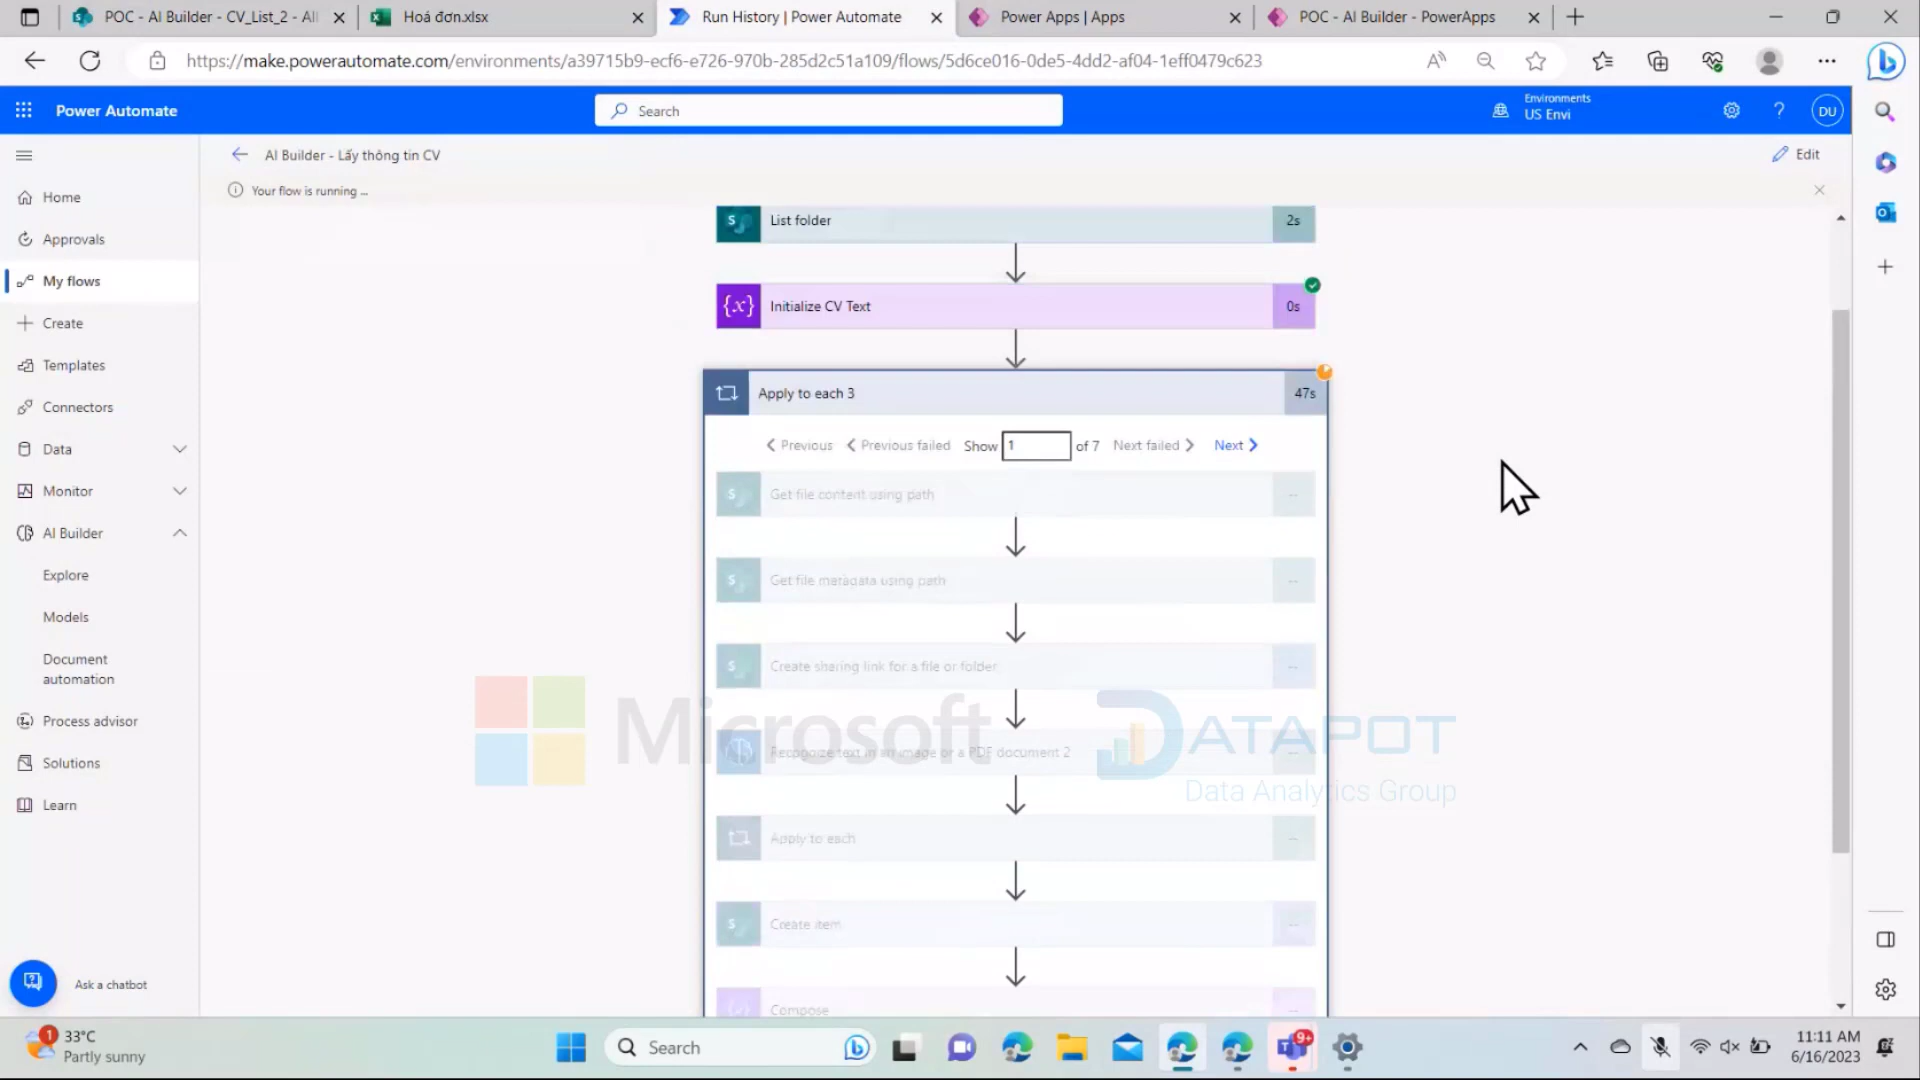 POC - AI Builder - CV_List_2 - All
Hoá đơn.xlsx
Run History | Power Automate
Power Apps | Apps
POC - AI Builder - PowerApps
https://make.powerautomate.com/environments/a39715b9-ecf6-e726-970b-285d2c51a109/flows/5d6ce016-0de5-4dd2-af04-1eff0479c623
Power Automate
Search
Environments
US Envi
?
DU
AI Builder - Lấy thông tin CV
Edit
Your flow is running ...
Home
Approvals
My flows
Create
Templates
Connectors
Data
Monitor
AI Builder
Explore
Models
Document
automation
Process advisor
Solutions
Learn
Ask a chatbot
List folder
2s
Initialize CV Text
0s
Apply to each 3
47s
Previous
Previous failed
Show 1 of 7
Next failed
Next
Get file content using path
--
Get file metadata using path
--
Create sharing link for a file or folder
--
Recognize text in an image or a PDF document 2
--
Apply to each
--
Create item
--
Compose
--
Microsoft
DATAPOT
Data Analytics Group
1
33°C
Partly sunny
Search
9+
11:11 AM
6/16/2023